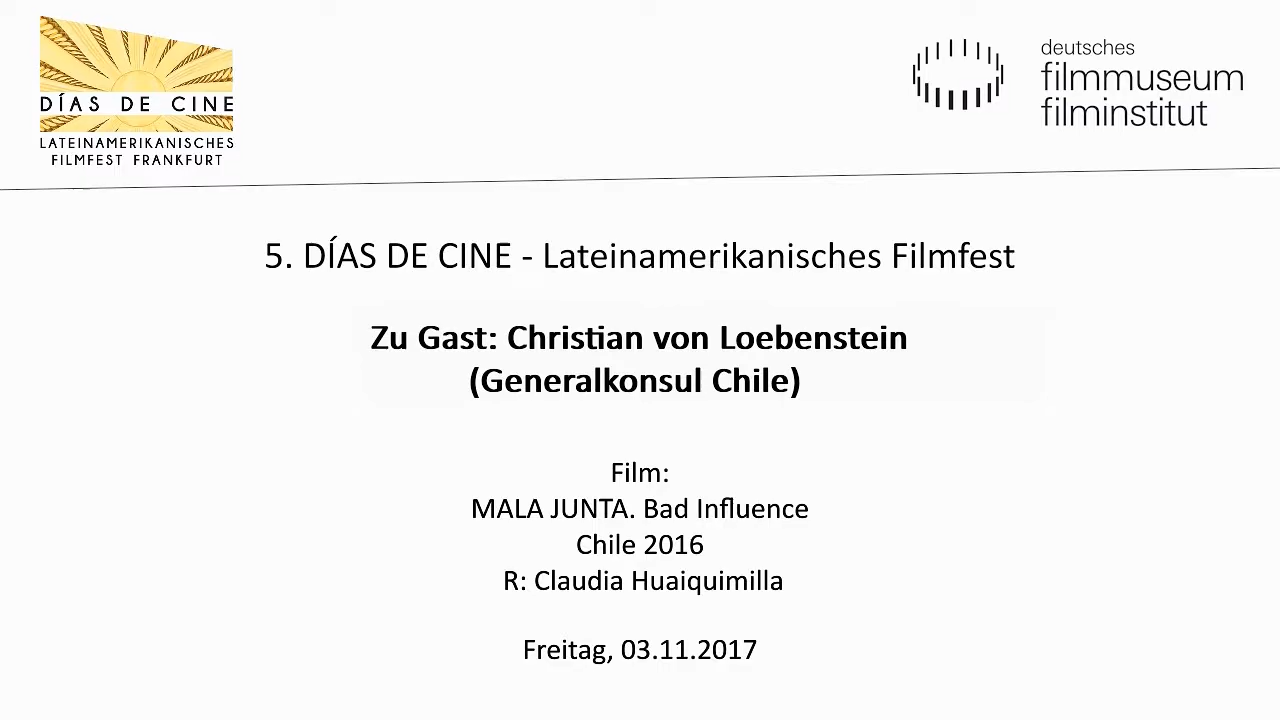 DÍAS DE CINE
LATEINAMERIKANISCHES
FILMFEST FRANKFURT
deutsches
filmmuseum
filminstitut
5. DÍAS DE CINE - Lateinamerikanisches Filmfest
Zu Gast: Christian von Loebenstein
(Generalkonsul Chile)
Film:
MALA JUNTA. Bad Influence
Chile 2016
R: Claudia Huaiquimilla
Freitag, 03.11.2017